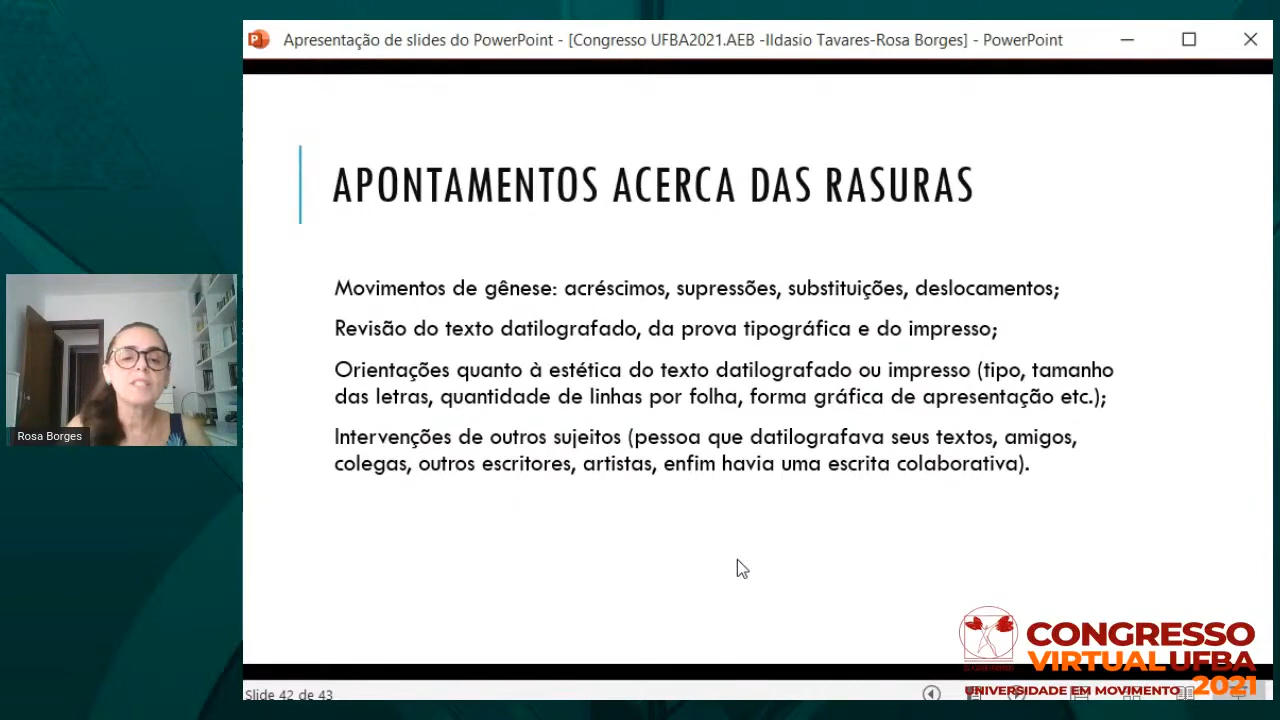 Apresentação de slides do PowerPoint - [Congresso UFBA2021.AEB -Ildasio Tavares-Rosa Borges] - PowerPoint
APONTAMENTOS ACERCA DAS RASURAS
Movimentos de gênese: acréscimos, supressões, substituições, deslocamentos;
Revisão do texto datilografado, da prova tipográfica e do impresso;
Orientações quanto à estética do texto datilografado ou impresso (tipo, tamanho
das letras, quantidade de linhas por folha, forma gráfica de apresentação etc.);
Intervenções de outros sujeitos (pessoa que datilografava seus textos, amigos,
colegas, outros escritores, artistas, enfim havia uma escrita colaborativa).
Rosa Borges
CONGRESSO
VIRTUAL UFBA
UNIVERSIDADE EM MOVIMENTO 2021
Slide 42 de 43